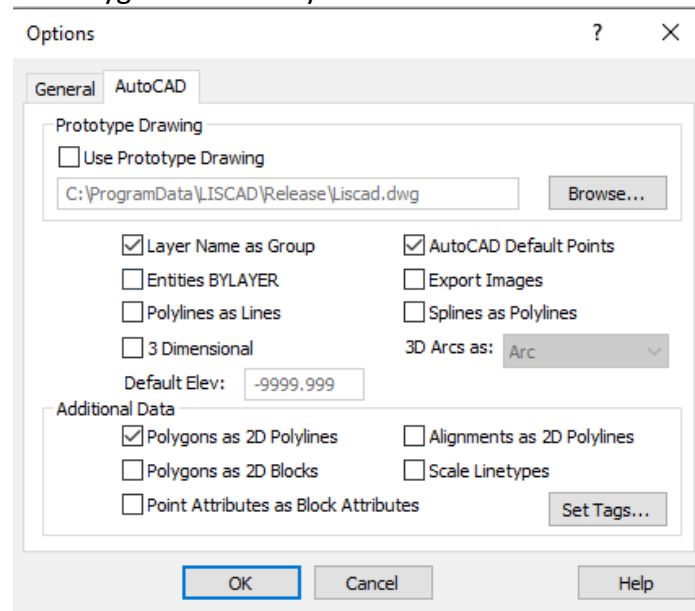 Options ? ×
General AutoCAD
Prototype Drawing
Use Prototype Drawing
C:\ProgramData\LISCAD\Release\Liscad.dwg Browse...
Layer Name as Group AutoCAD Default Points
Entities BYLAYER Export Images
Polylines as Lines Splines as Polylines
3 Dimensional 3D Arcs as: Arc
Default Elev: -9999.999
Additional Data
Polygons as 2D Polylines Alignments as 2D Polylines
Polygons as 2D Blocks Scale Linetypes
Point Attributes as Block Attributes Set Tags...
OK Cancel Help